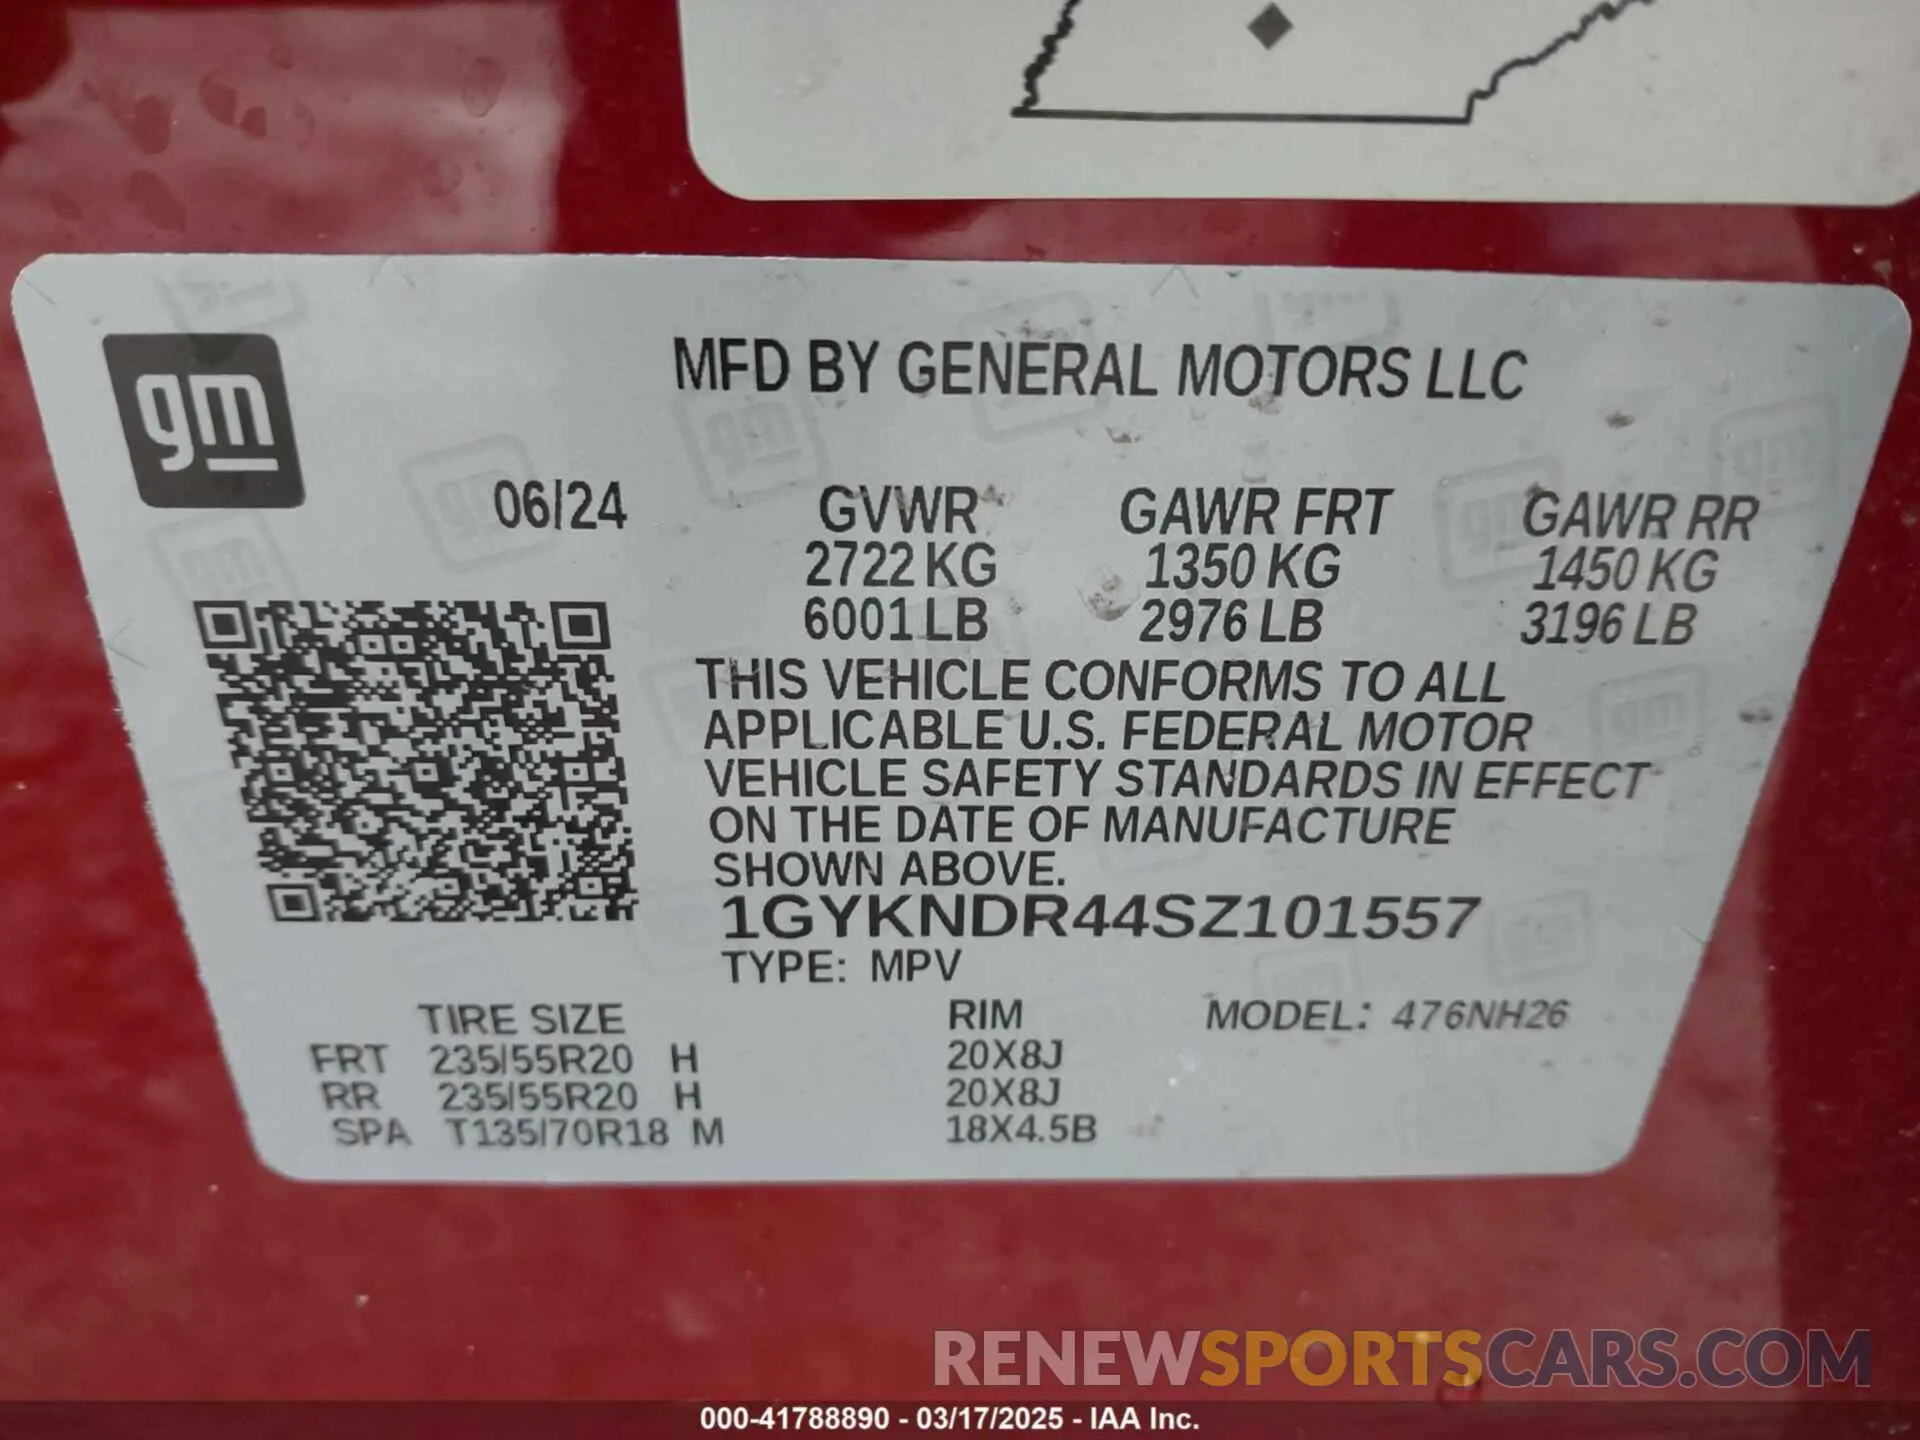 gm
MFD BY GENERAL MOTORS LLC
06/24 GVWR GAWR FRT GAWR RR
2722 KG 1350 KG 1450 KG
6001 LB 2976 LB 3196 LB
THIS VEHICLE CONFORMS TO ALL
APPLICABLE U.S. FEDERAL MOTOR
VEHICLE SAFETY STANDARDS IN EFFECT
ON THE DATE OF MANUFACTURE
SHOWN ABOVE.
1GYKNDR44SZ101557
TYPE: MPV
TIRE SIZE RIM MODEL: 476NH26
FRT 235/55R20 H 20X8J
RR 235/55R20 H 20X8J
SPA T135/70R18 M 18X4.5B
RENEWSPORTSCARS.COM
000-41788890 - 03/17/2025 - IAA Inc.